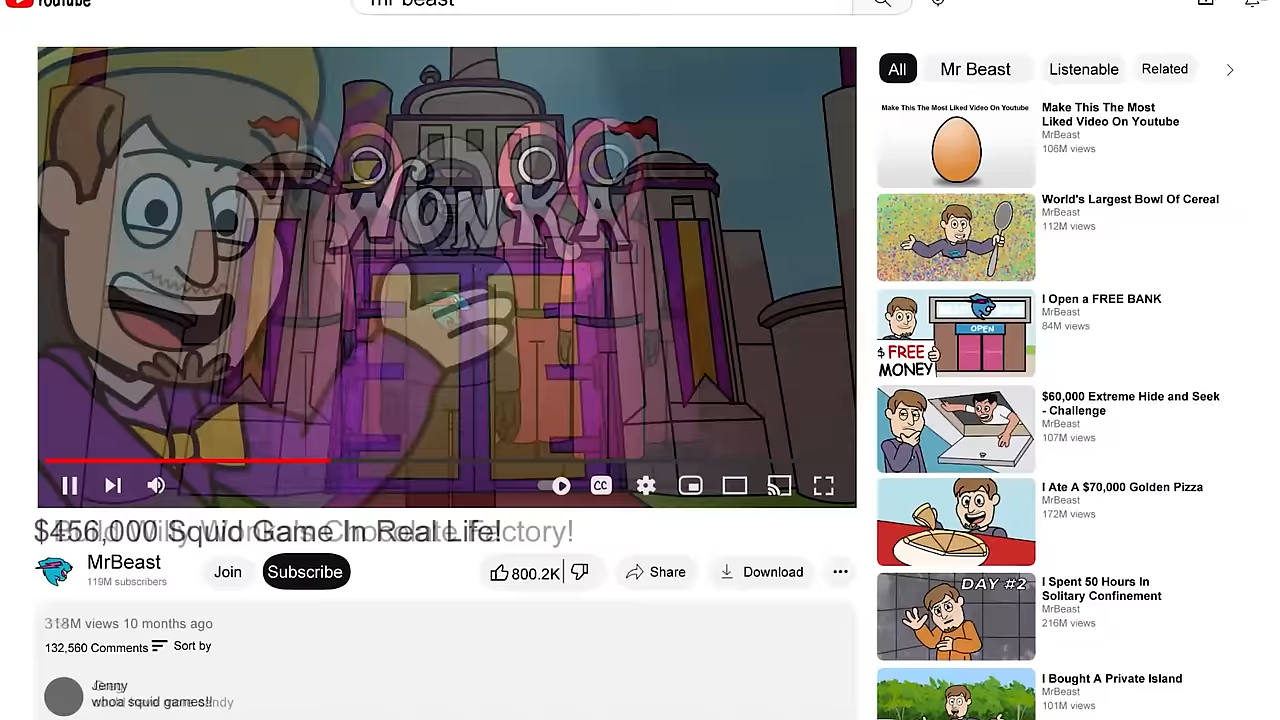 YouTube
mr beast
WONKA
$456,000 Squid Game In Real Life!
MrBeast
119M subscribers
Join
Subscribe
800.2K
Share
Download
CC
views 10 months ago
132,560 Comments
Sort by
Jenny
whoa squid games!!
All
Mr Beast
Listenable
Related
Make This The Most Liked Video On Youtube
Make This The Most
Liked Video On Youtube
MrBeast
106M views
World's Largest Bowl Of Cereal
MrBeast
112M views
OPEN
$ FREE
MONEY
I Open a FREE BANK
MrBeast
84M views
$60,000 Extreme Hide and Seek
- Challenge
MrBeast
107M views
I Ate A $70,000 Golden Pizza
MrBeast
172M views
DAY #2
I Spent 50 Hours In
Solitary Confinement
MrBeast
216M views
I Bought A Private Island
MrBeast
101M views